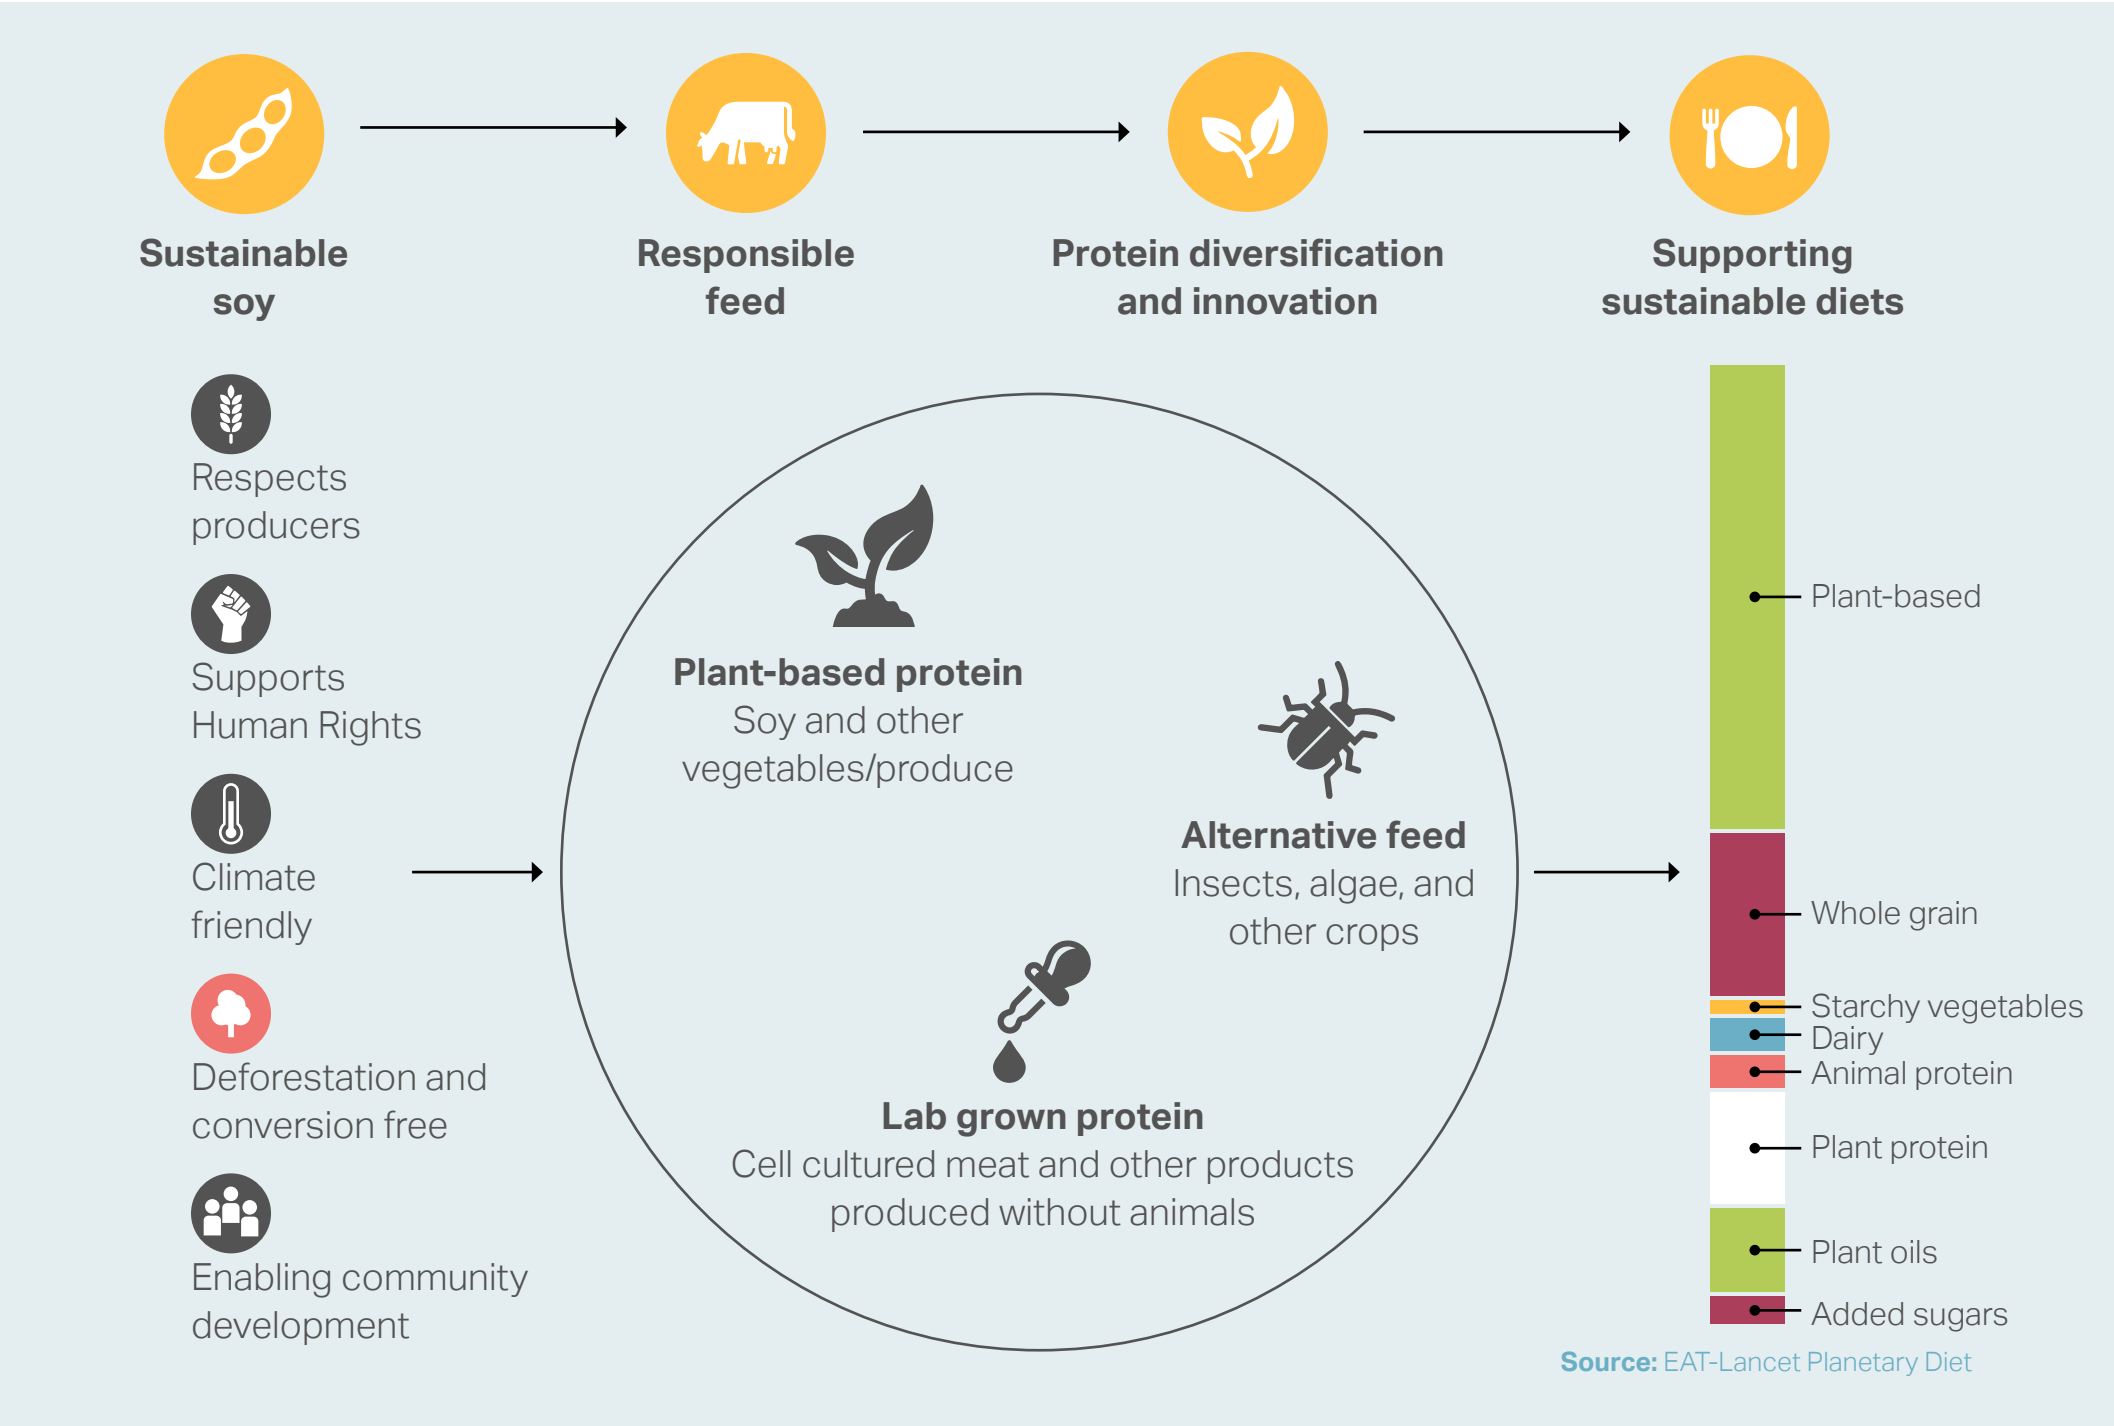 Sustainable
soy
Responsible
feed
Protein diversification
and innovation
Supporting
sustainable diets
Respects
producers
Supports
Human Rights
Climate
friendly
Deforestation and
conversion free
Enabling community
development
Plant-based protein
Soy and other
vegetables/produce
Alternative feed
Insects, algae, and
other crops
Lab grown protein
Cell cultured meat and other products
produced without animals
Plant-based
Whole grain
Starchy vegetables
Dairy
Animal protein
Plant protein
Plant oils
Added sugars
Source: EAT-Lancet Planetary Diet